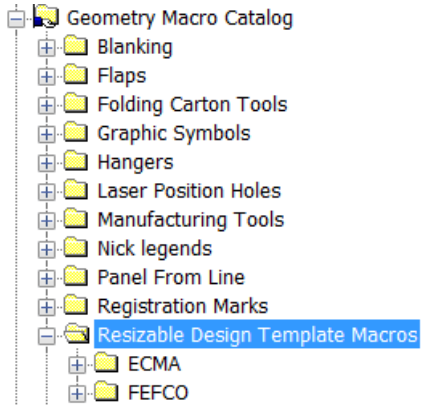 Geometry Macro Catalog
Blanking
Flaps
Folding Carton Tools
Graphic Symbols
Hangers
Laser Position Holes
Manufacturing Tools
Nick legends
Panel From Line
Registration Marks
Resizable Design Template Macros
ECMA
FEFCO